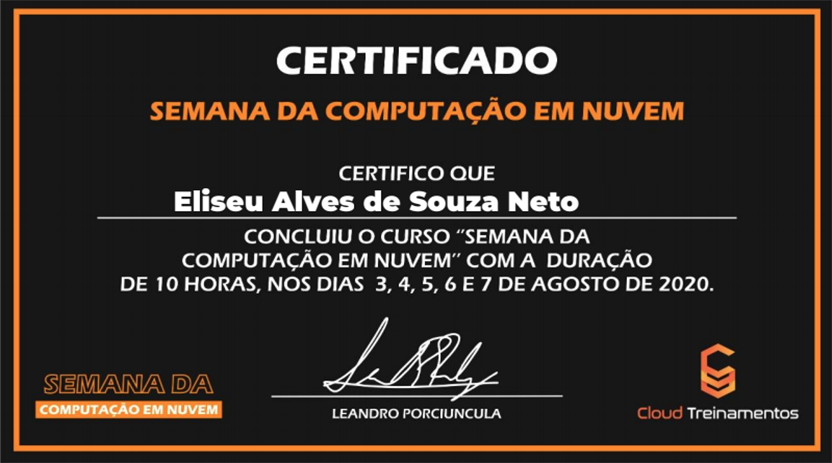 CERTIFICADO
SEMANA DA COMPUTAÇÃO EM NUVEM
CERTIFICO QUE
Eliseu Alves de Souza Neto
CONCLUIU O CURSO “SEMANA DA
COMPUTAÇÃO EM NUVEM” COM A DURAÇÃO
DE 10 HORAS, NOS DIAS 3, 4, 5, 6 E 7 DE AGOSTO DE 2020.
SEMANA DA
COMPUTAÇÃO EM NUVEM
LEANDRO PORCIUNCULA
Cloud Treinamentos